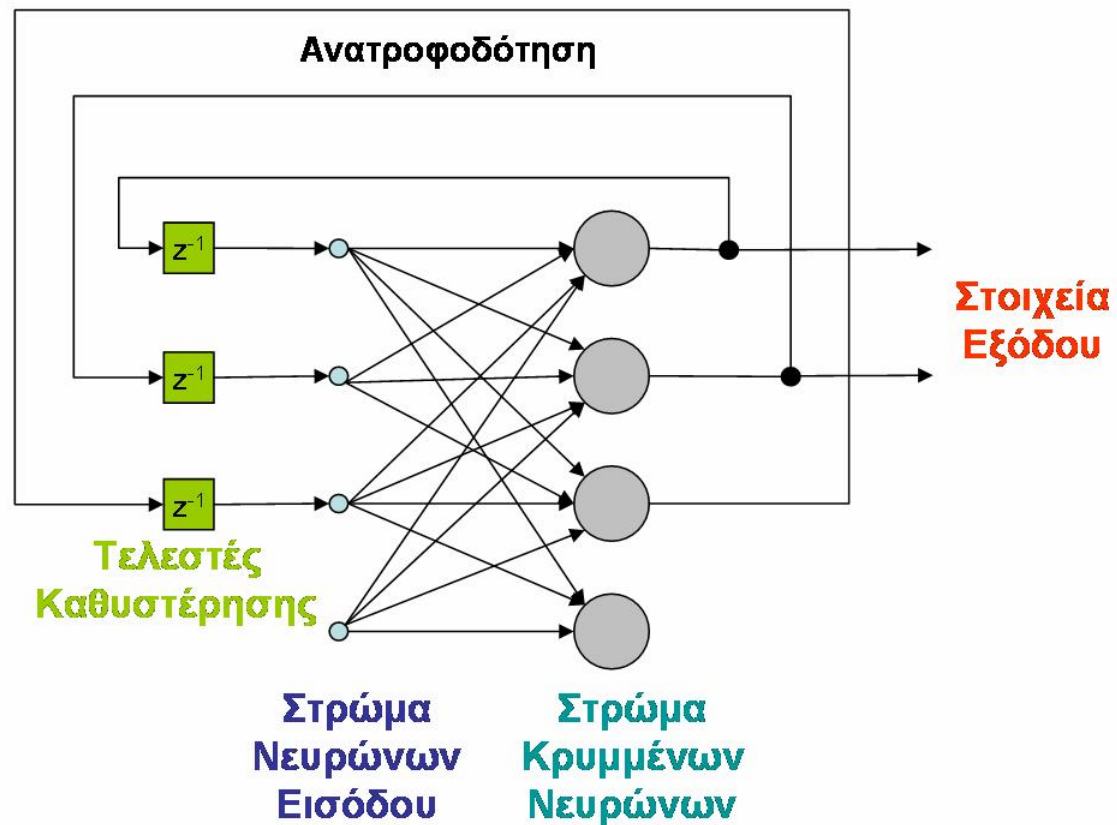 Ανατροφοδότηση
z⁻¹
z⁻¹
z⁻¹
Στοιχεία
Εξόδου
Τελεστές
Καθυστέρησης
Στρώμα
Νευρώνων
Εισόδου
Στρώμα
Κρυμμένων
Νευρώνων